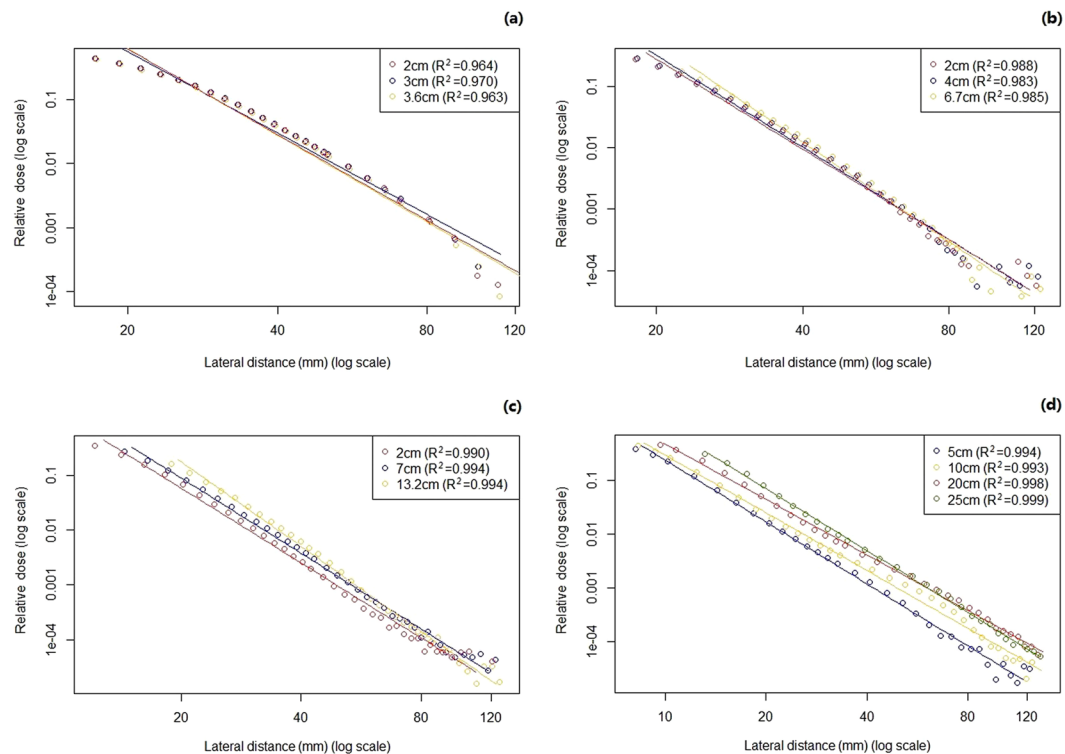 (a)
2cm (R²=0.964)
3cm (R²=0.970)
3.6cm (R²=0.963)
Relative dose (log scale)
0.1
0.01
0.001
1e-04
20
40
80
120
Lateral distance (mm) (log scale)
(b)
2cm (R²=0.988)
4cm (R²=0.983)
6.7cm (R²=0.985)
Relative dose (log scale)
0.1
0.01
0.001
1e-04
20
40
80
120
Lateral distance (mm) (log scale)
(c)
2cm (R²=0.990)
7cm (R²=0.994)
13.2cm (R²=0.994)
Relative dose (log scale)
0.1
0.01
0.001
1e-04
20
40
80
120
Lateral distance (mm) (log scale)
(d)
5cm (R²=0.994)
10cm (R²=0.993)
20cm (R²=0.998)
25cm (R²=0.999)
Relative dose (log scale)
0.1
0.01
0.001
1e-04
10
20
40
80
120
Lateral distance (mm) (log scale)